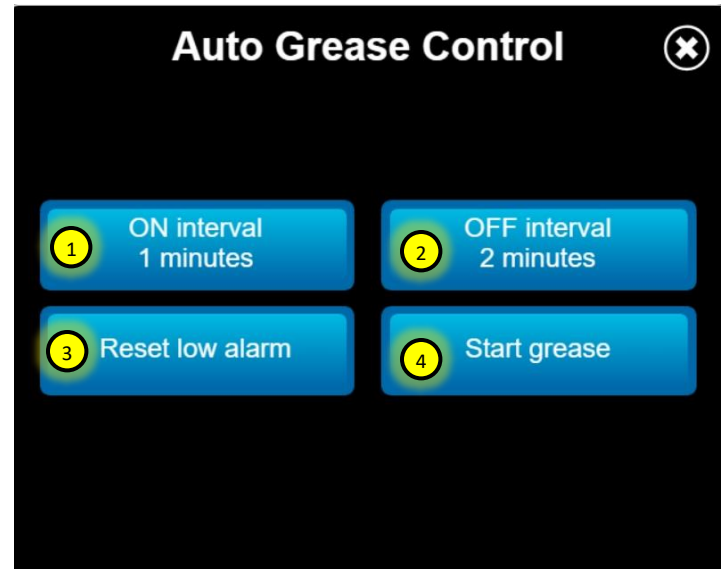 Auto Grease Control
1
ON interval
1 minutes
2
OFF interval
2 minutes
3
Reset low alarm
4
Start grease